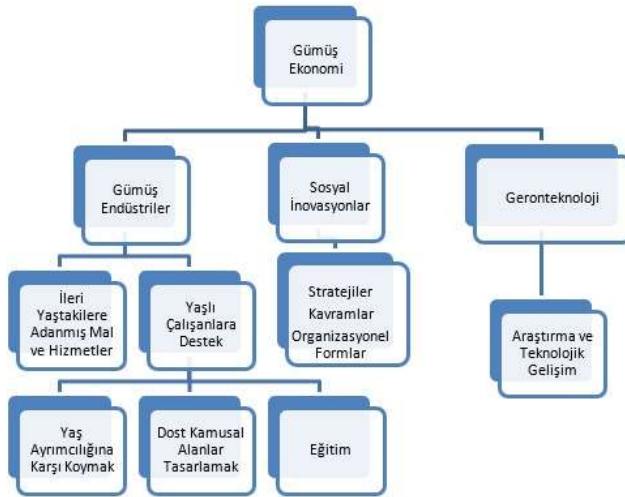 Gümüş
Ekonomi
Gümüş
Endüstriler
Sosyal
İnovasyonlar
Geronteknoloji
İleri
Yaştakilere
Adanmış Mal
ve Hizmetler
Yaşlı
Çalışanlara
Destek
Stratejiler
Kavramlar
Organizasyonel
Formlar
Araştırma ve
Teknolojik
Gelişim
Yaş
Ayrımcılığına
Karşı Koymak
Dost Kamusal
Alanlar
Tasarlamak
Eğitim